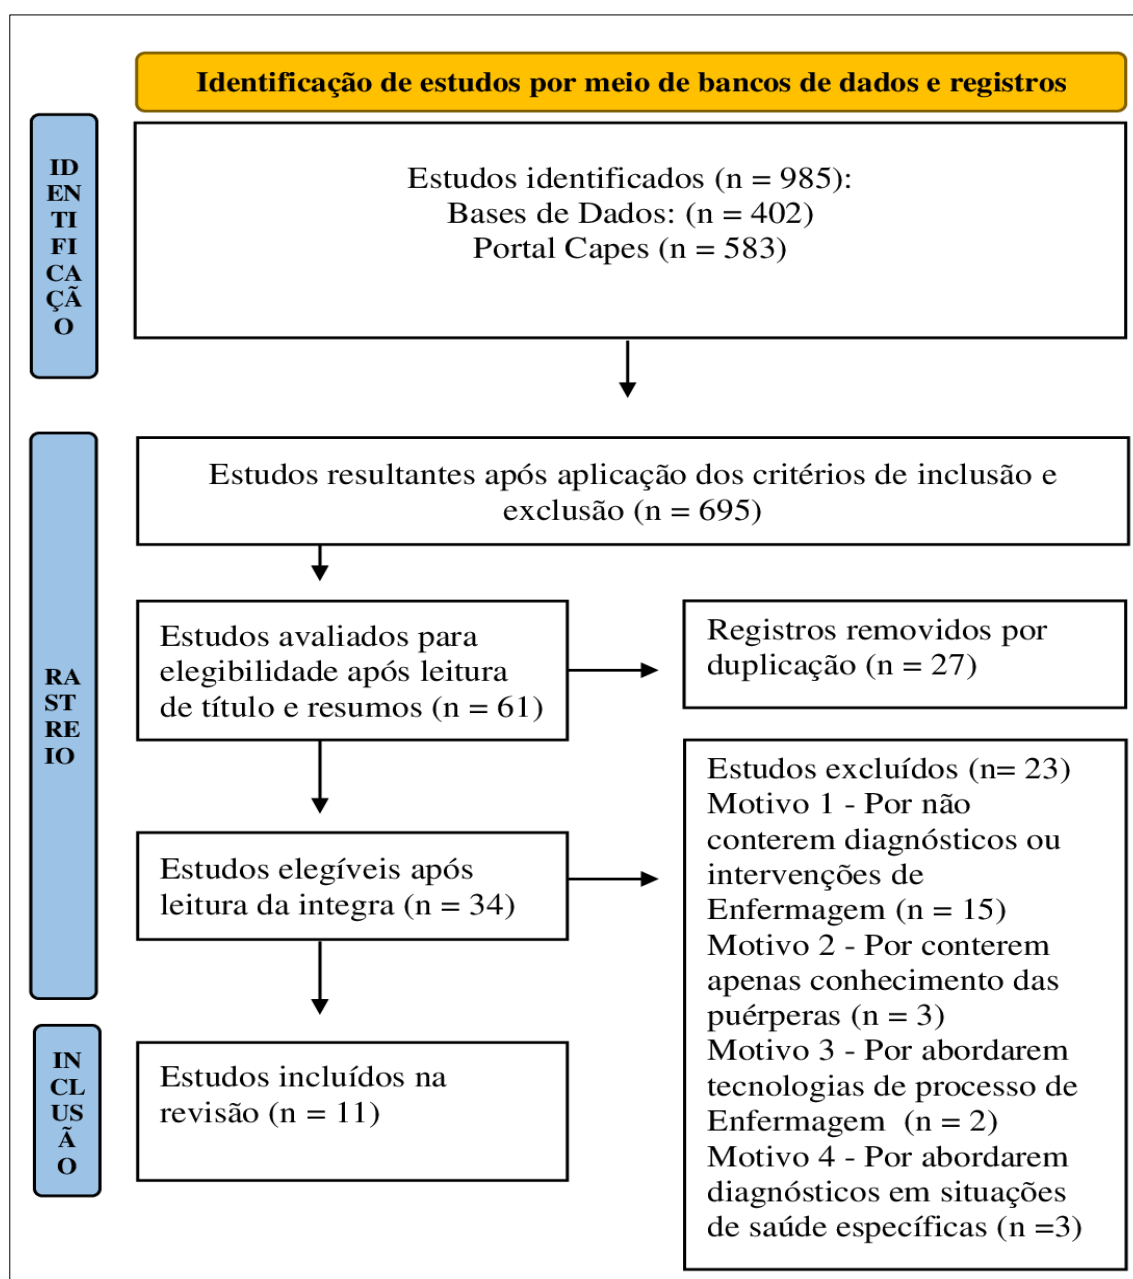 Identificação de estudos por meio de bancos de dados e registros
ID
EN
TI
FI
CA
ÇÃ
O
Estudos identificados (n = 985):
Bases de Dados: (n = 402)
Portal Capes (n = 583)
RA
ST
REI
O
Estudos resultantes após aplicação dos critérios de inclusão e
exclusão (n = 695)
Estudos avaliados para
elegibilidade após leitura
de título e resumos (n = 61)
Registros removidos por
duplicação (n = 27)
Estudos elegíveis após
leitura da integra (n = 34)
Estudos excluídos (n= 23)
Motivo 1 - Por não
conterem diagnósticos ou
intervenções de
Enfermagem (n = 15)
Motivo 2 - Por conterem
apenas conhecimento das
puérperas (n = 3)
Motivo 3 - Por abordarem
tecnologias de processo de
Enfermagem  (n = 2)
Motivo 4 - Por abordarem
diagnósticos em situações
de saúde específicas (n =3)
IN
CL
US
Ã
O
Estudos incluídos na
revisão (n = 11)